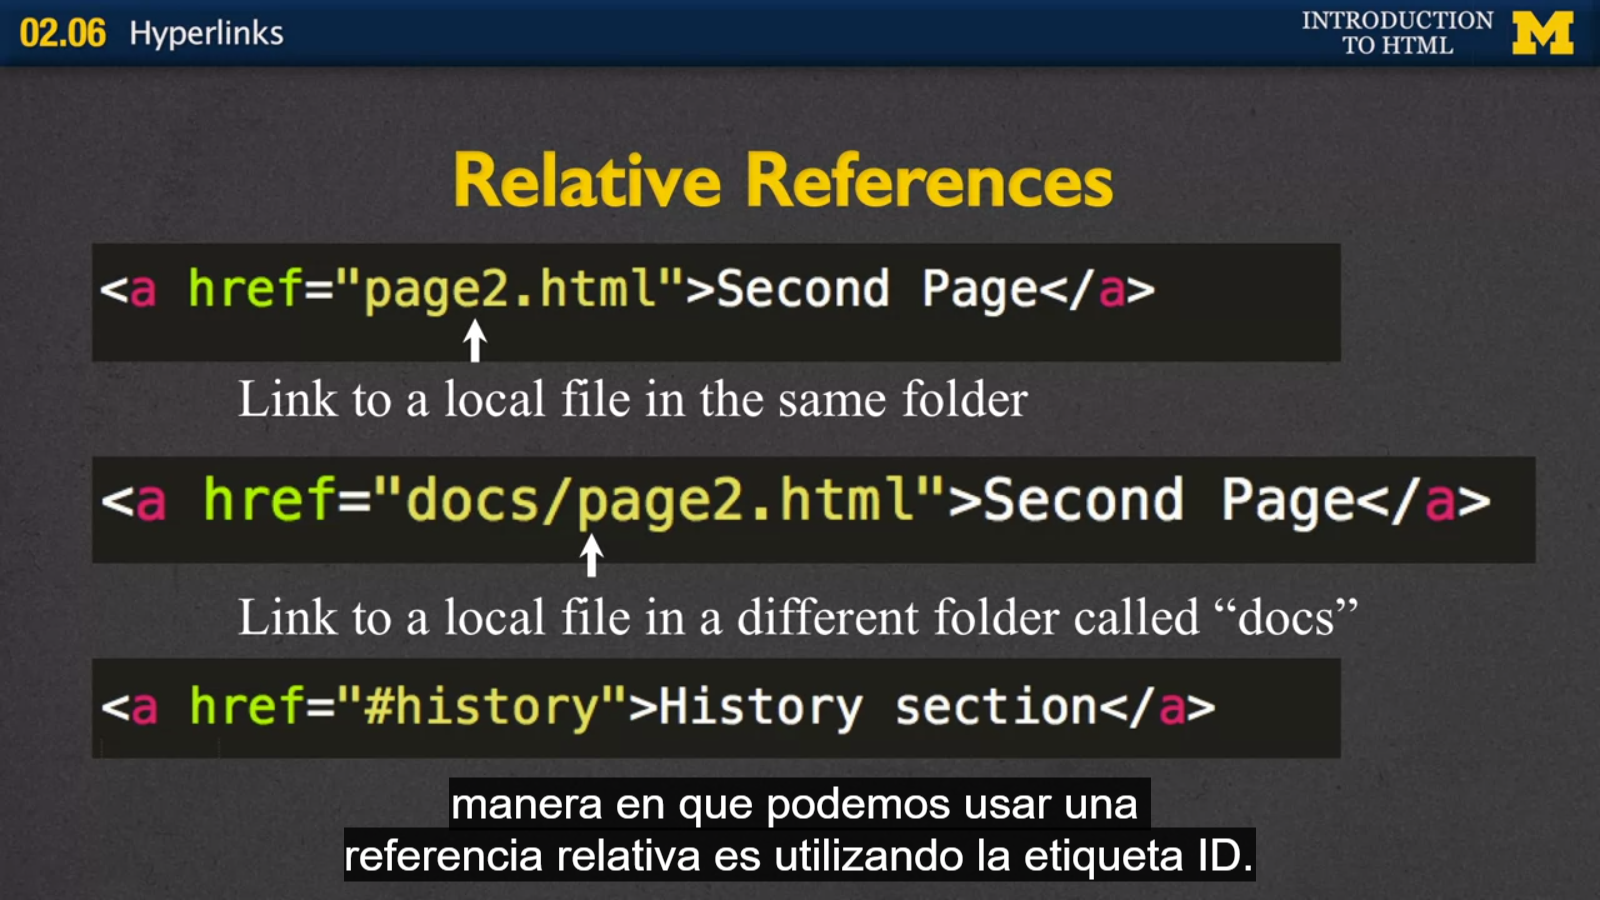 02.06 Hyperlinks
INTRODUCTION
TO HTML
M
Relative References
<a href="page2.html">Second Page</a>
Link to a local file in the same folder
<a href="docs/page2.html">Second Page</a>
Link to a local file in a different folder called “docs”
<a href="#history">History section</a>
manera en que podemos usar una
referencia relativa es utilizando la etiqueta ID.